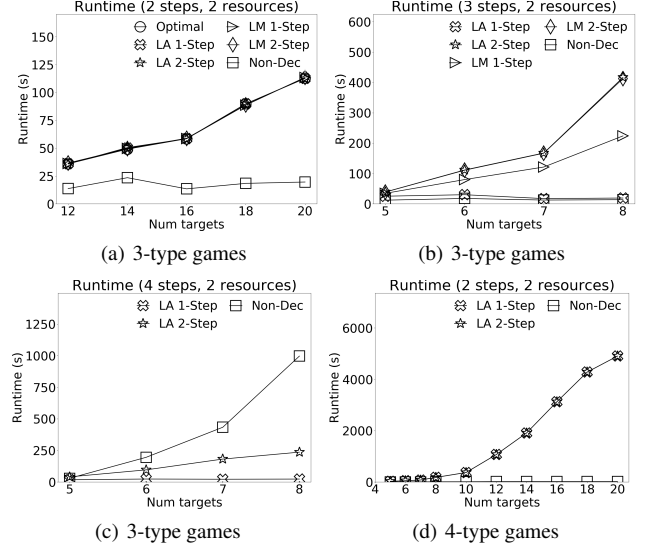 Runtime (2 steps, 2 resources)
Optimal LM 1-Step
LA 1-Step LM 2-Step
LA 2-Step Non-Dec
150
125
100
75
50
25
0
Runtime (s)
12 14 16 18 20
Num targets
(a) 3-type games
Runtime (3 steps, 2 resources)
LA 1-Step LM 2-Step
LA 2-Step Non-Dec
LM 1-Step
600
500
400
300
200
100
0
Runtime (s)
5 6 7 8
Num targets
(b) 3-type games
Runtime (4 steps, 2 resources)
LA 1-Step Non-Dec
LA 2-Step
1250
1000
750
500
250
0
Runtime (s)
5 6 7 8
Num targets
(c) 3-type games
Runtime (2 steps, 2 resources)
LA 1-Step Non-Dec
LA 2-Step
6000
4000
2000
0
Runtime (s)
4 5 6 7 8 10 12 14 16 18 20
Num targets
(d) 4-type games